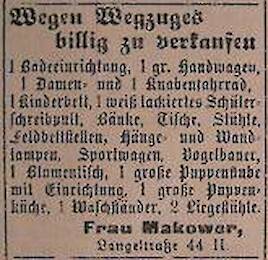 Wegen Wegzuges
billig zu verkaufen
1 Badeeinrichtung, 1 gr. Handwagen,
1 Damen- und 1 Knabenfahrrad,
1 Kinderbett, 1 weiß lackiertes Schüler-
schreibpult, Bänke, Tische, Stühle,
Feldbettstellen, Hänge- und Wand-
lampen, Sportwagen, Vogelbauer,
1 Blumentisch, 1 große Puppenstube
mit Einrichtung, 1 große Puppen-
küche, 1 Waschständer, 2 Liegestühle.
Frau Makower,
Langestraße 44 II.